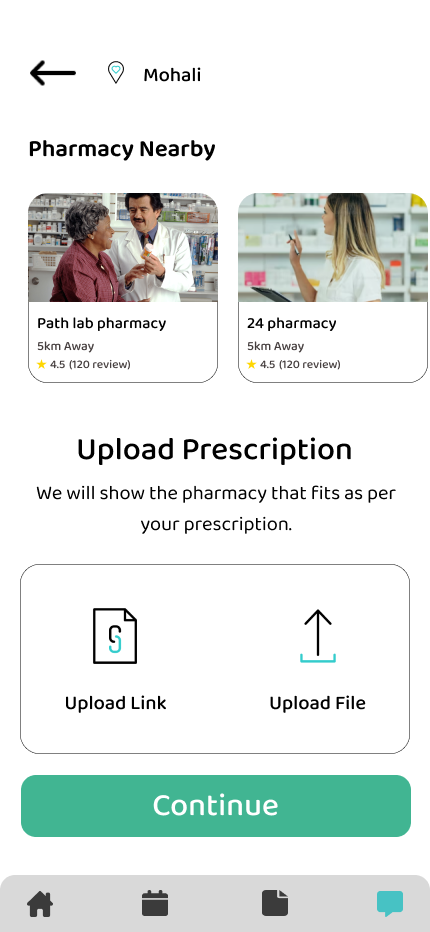 Mohali
Pharmacy Nearby
Path lab pharmacy
5km Away
4.5 (120 review)
24 pharmacy
5km Away
4.5 (120 review)
Upload Prescription
We will show the pharmacy that fits as per
your prescription.
Upload Link
Upload File
Continue